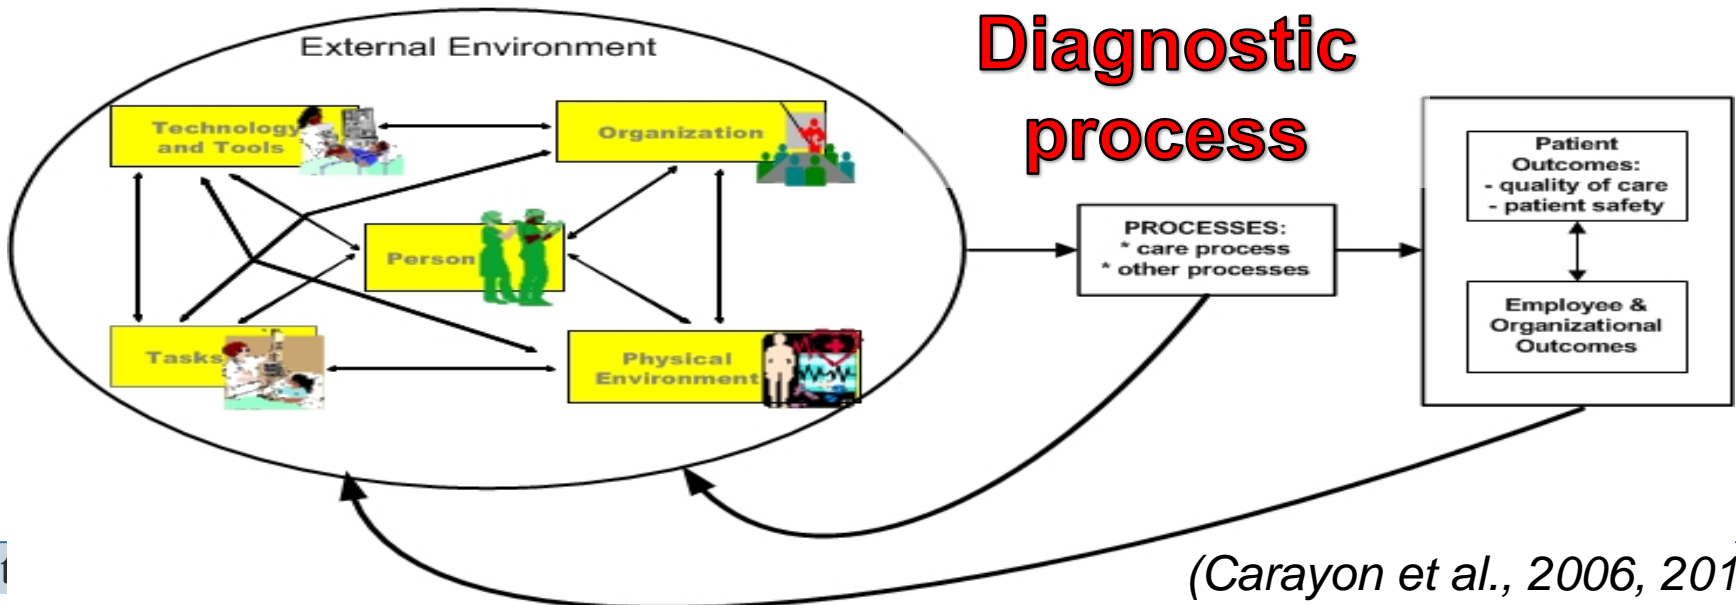 External Environment
Diagnostic
process
Technology
and Tools
Organization
Person
Tasks
Physical
Environment
PROCESSES:
* care process
* other processes
Patient
Outcomes:
- quality of care
- patient safety
Employee &
Organizational
Outcomes
(Carayon et al., 2006, 201